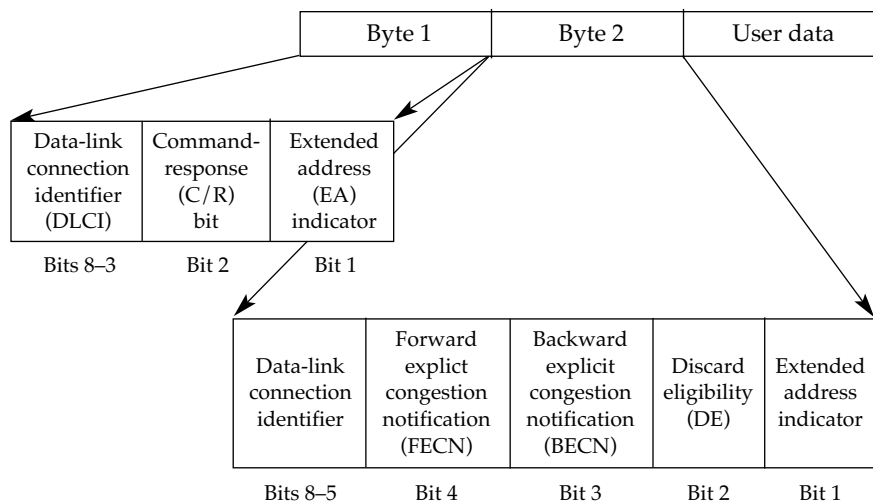 Byte 1 Byte 2 User data
Data-link
connection
identifier
(DLCI)
Command-
response
(C/R)
bit
Extended
address
(EA)
indicator
Bits 8–3 Bit 2 Bit 1
Data-link
connection
identifier
Forward
explict
congestion
notification
(FECN)
Backward
explicit
congestion
notification
(BECN)
Discard
eligibility
(DE)
Extended
address
indicator
Bits 8–5 Bit 4 Bit 3 Bit 2 Bit 1